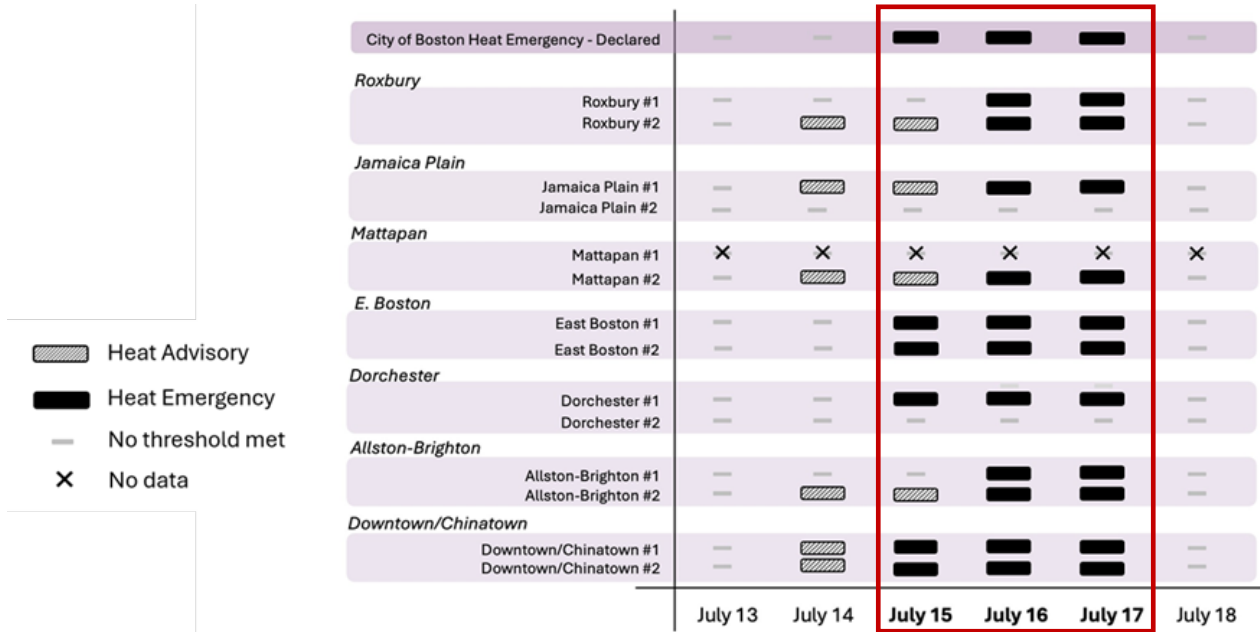 City of Boston Heat Emergency - Declared
Roxbury
Roxbury #1
Roxbury #2
Jamaica Plain
Jamaica Plain #1
Jamaica Plain #2
Mattapan
Mattapan #1
Mattapan #2
E. Boston
East Boston #1
East Boston #2
Dorchester
Dorchester #1
Dorchester #2
Allston-Brighton
Allston-Brighton #1
Allston-Brighton #2
Downtown/Chinatown
Downtown/Chinatown #1
Downtown/Chinatown #2
July 13 July 14 July 15 July 16 July 17 July 18
Heat Advisory
Heat Emergency
No threshold met
No data